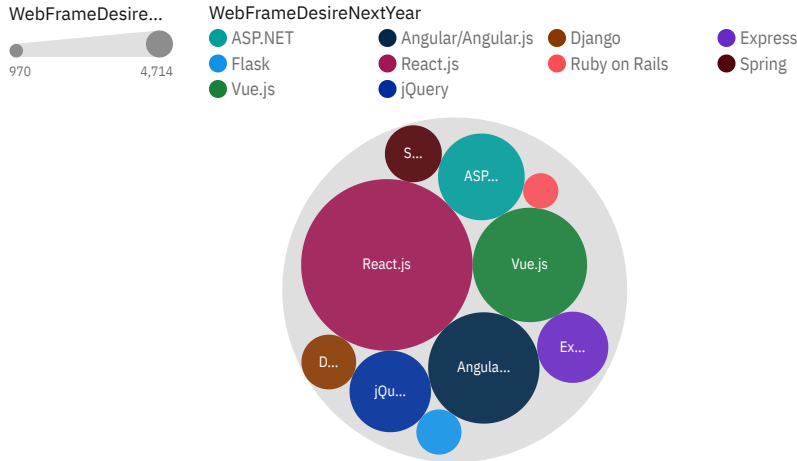 WebFrameDesire...
970
4,714
WebFrameDesireNextYear
ASP.NET
Angular/Angular.js
Django
Express
Flask
React.js
Ruby on Rails
Spring
Vue.js
jQuery
S...
ASP...
React.js
Vue.js
Ex...
D...
Angula...
jQu...